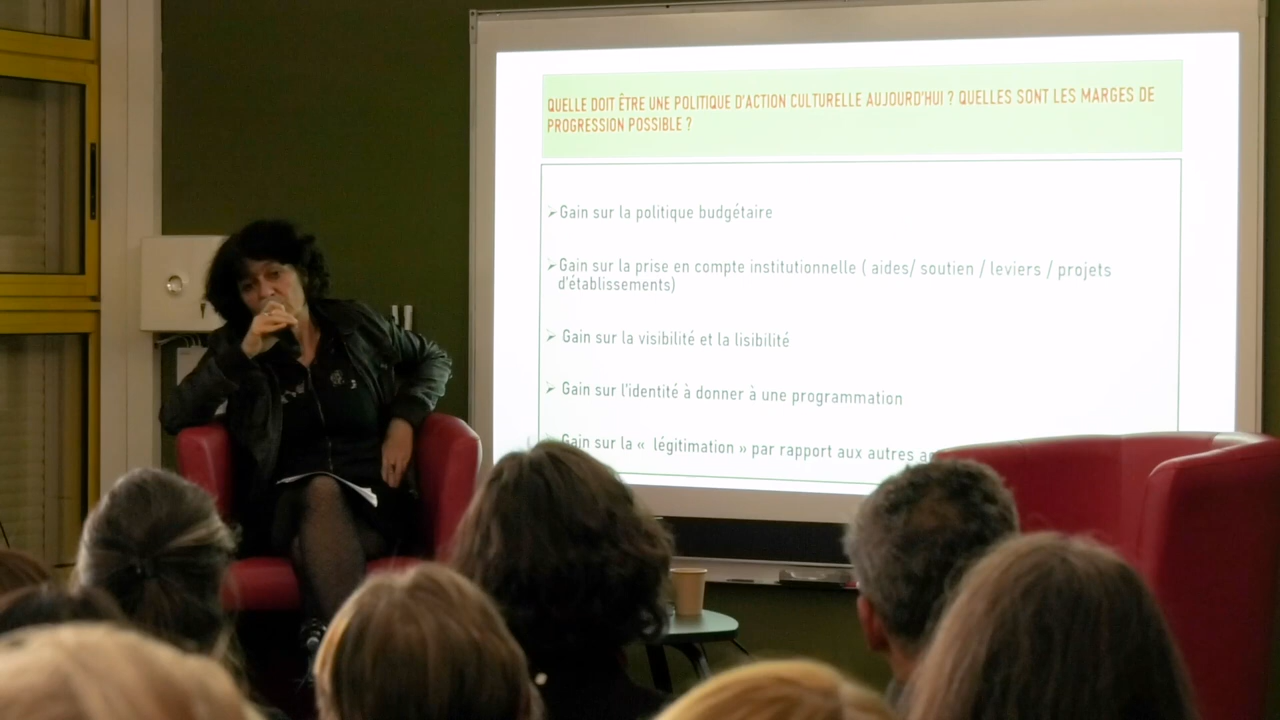 QUELLE DOIT ÊTRE UNE POLITIQUE D'ACTION CULTURELLE AUJOURD'HUI ? QUELLES SONT LES MARGES DE
PROGRESSION POSSIBLE ?
➢Gain sur la politique budgétaire
➢Gain sur la prise en compte institutionnelle ( aides/ soutien / leviers / projets
d'établissements)
➢ Gain sur la visibilité et la lisibilité
➢ Gain sur l'identité à donner à une programmation
➢ Gain sur la « légitimation » par rapport aux autres